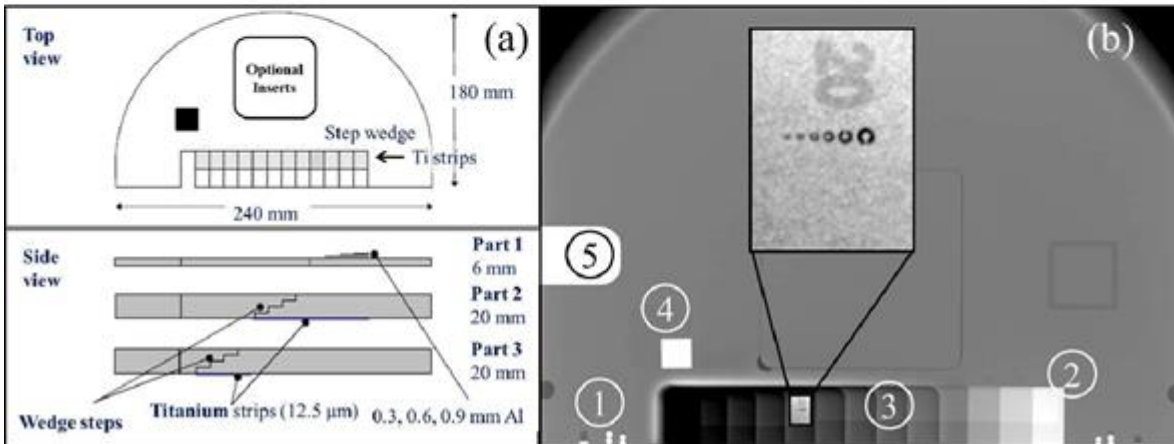 Top
view
(a)
Optional
Inserts
180 mm
Step wedge
Ti strips
240 mm
Side
view
Part 1
6 mm
Part 2
20 mm
Part 3
20 mm
Wedge steps
Titanium strips (12.5 µm)
0.3, 0.6, 0.9 mm Al
(b)
5
4
1
3
2